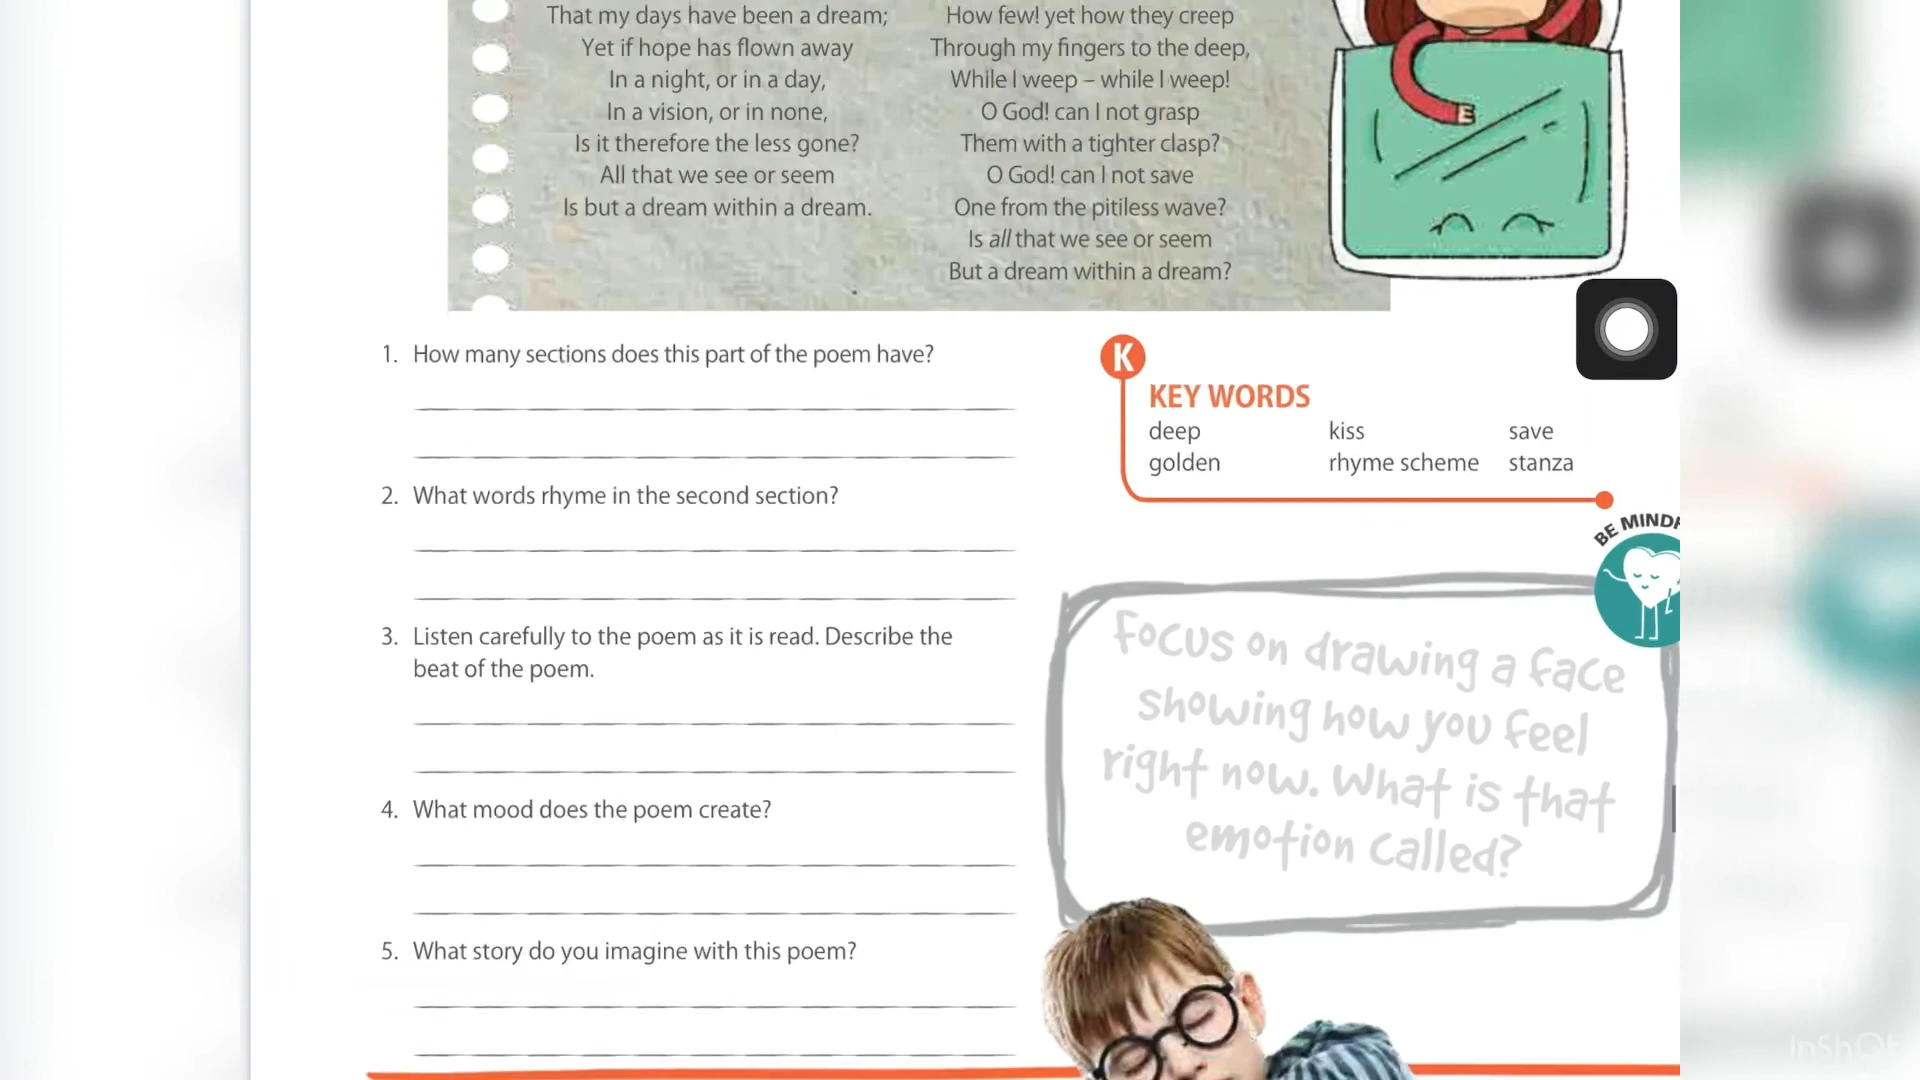 That my days have been a dream;
Yet if hope has flown away
In a night, or in a day,
In a vision, or in none,
Is it therefore the less gone?
All that we see or seem
Is but a dream within a dream.
How few! yet how they creep
Through my fingers to the deep,
While I weep – while I weep!
O God! can I not grasp
Them with a tighter clasp?
O God! can I not save
One from the pitiless wave?
Is all that we see or seem
But a dream within a dream?
1. How many sections does this part of the poem have?
2. What words rhyme in the second section?
3. Listen carefully to the poem as it is read. Describe the
beat of the poem.
4. What mood does the poem create?
5. What story do you imagine with this poem?
K
KEY WORDS
deep kiss save
golden rhyme scheme stanza
BE MINDF
Focus on drawing a face
showing how you feel
right now. What is that
emotion called?
InShOt